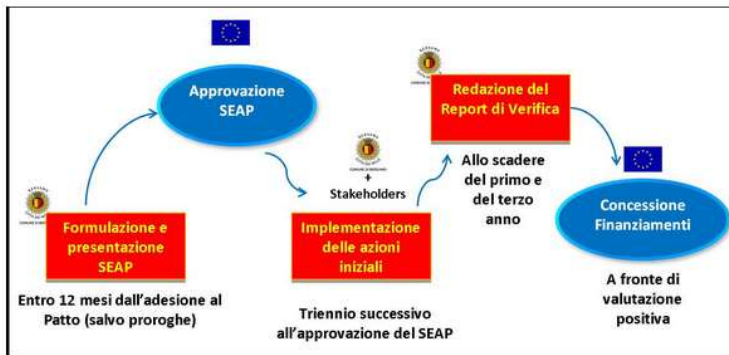 Approvazione
SEAP
Formulazione e
presentazione
SEAP
Entro 12 mesi dall'adesione al
Patto (salvo proroghe)
+
Stakeholders
Implementazione
delle azioni
iniziali
Triennio successivo
all'approvazione del SEAP
Redazione del
Report di Verifica
Allo scadere
del primo e
del terzo
anno
Concessione
Finanziamenti
A fronte di
valutazione
positiva